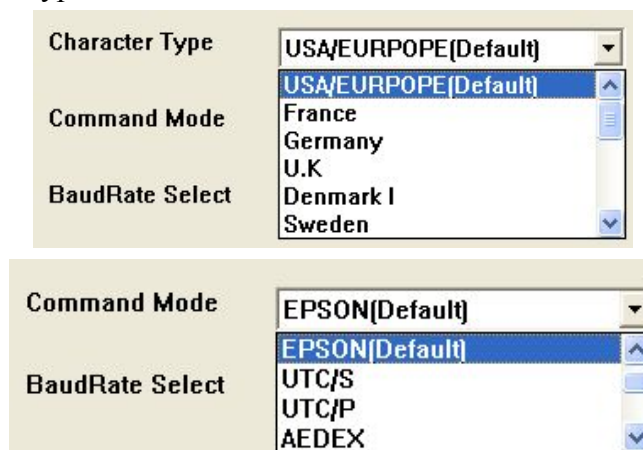 Character Type USA/EURPOPE(Default)
USA/EURPOPE(Default)
Command Mode France
Germany
U.K
BaudRate Select Denmark I
Sweden
Command Mode EPSON(Default)
EPSON(Default)
BaudRate Select UTC/S
UTC/P
AEDEX